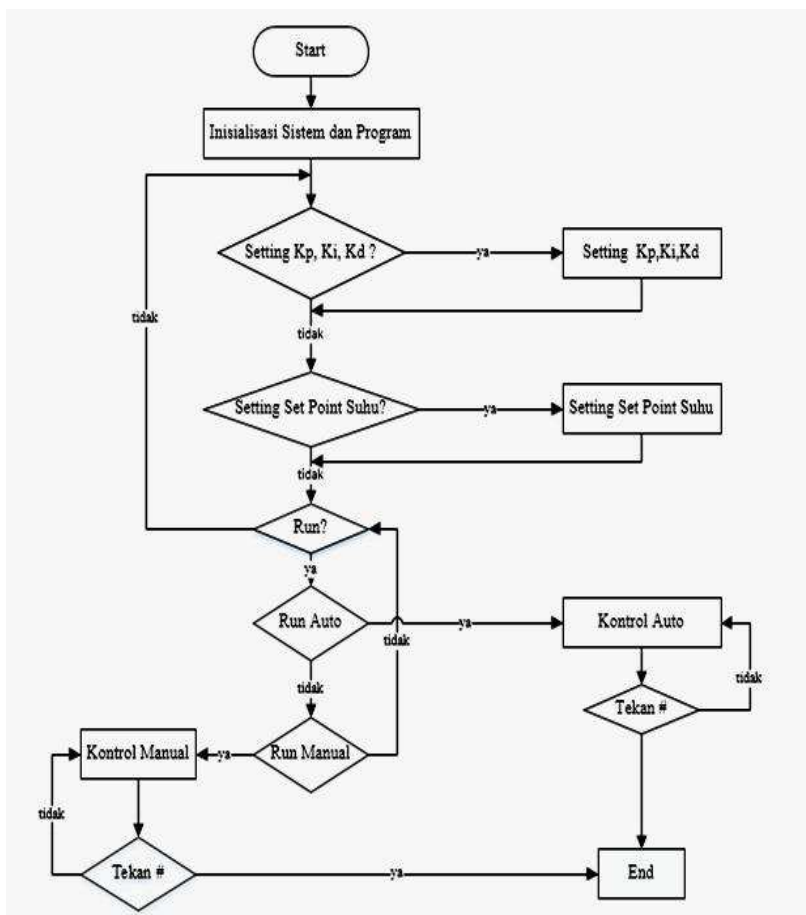 Start
Inisialisasi Sistem dan Program
Setting Kp, Ki, Kd ?
ya
Setting Kp,Ki,Kd
tidak
tidak
Setting Set Point Suhu?
ya
Setting Set Point Suhu
tidak
Run?
ya
Run Auto
ya
Kontrol Auto
tidak
tidak
tidak
Tekan #
Kontrol Manual
ya
Run Manual
tidak
Tekan #
ya
End